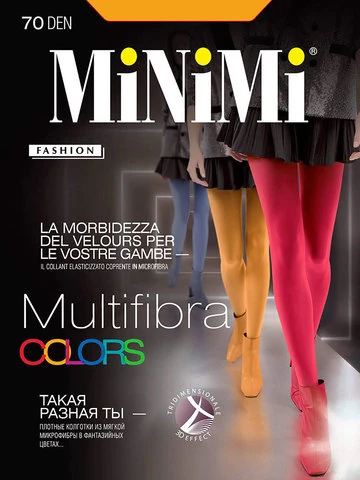 70 DEN
MiNiMi®
FASHION
LA MORBIDEZZA
DEL VELOURS PER
LE VOSTRE GAMBE —
IL COLLANT ELASTICIZZATO COPRENTE IN MICROFIBRA
Multifibra
COLORS
ТАКАЯ
РАЗНАЯ ТЫ —
ПЛОТНЫЕ КОЛГОТКИ ИЗ МЯГКОЙ
МИКРОФИБРЫ В ФАНТАЗИЙНЫХ
ЦВЕТАХ...
TRIDIMENSIONALE
3D EFFECT